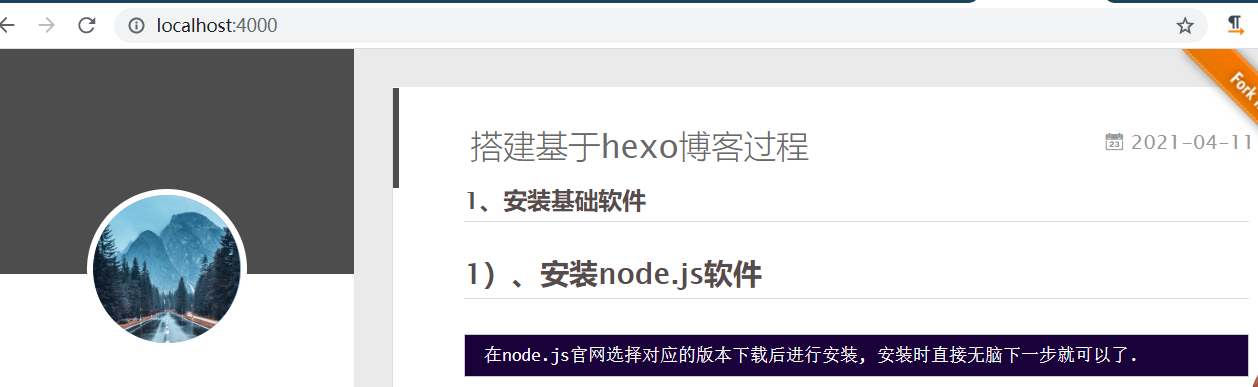 localhost:4000
Fork
搭建基于hexo博客过程
23 2021-04-11
1、安装基础软件
1）、安装node.js软件
在node.js官网选择对应的版本下载后进行安装, 安装时直接无脑下一步就可以了.